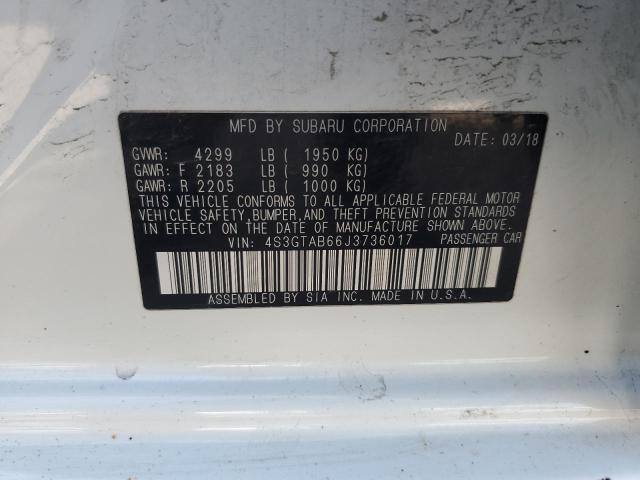 MFD BY SUBARU CORPORATION
DATE: 03/18
GVWR: 4299 LB ( 1950 KG)
GAWR: F 2183 LB ( 990 KG)
GAWR: R 2205 LB ( 1000 KG)
THIS VEHICLE CONFORMS TO ALL APPLICABLE FEDERAL MOTOR
VEHICLE SAFETY, BUMPER, AND THEFT PREVENTION STANDARDS
IN EFFECT ON THE DATE OF MANUFACTURE SHOWN ABOVE.
VIN: 4S3GTAB66J3736017 PASSENGER CAR
ASSEMBLED BY SIA INC. MADE IN U.S.A.